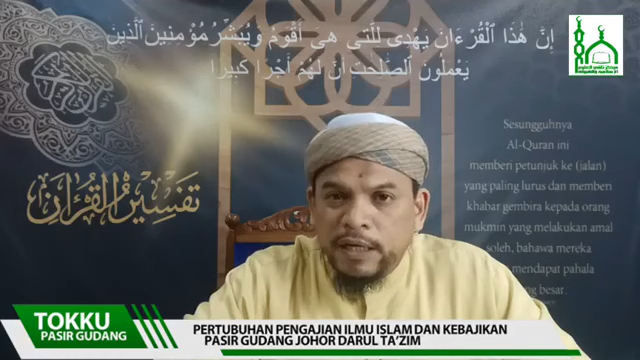 إِنَّ هَٰذَا ٱلْقُرْءَانَ يَهْدِى لِلَّتِى هِىَ أَقْوَمُ وَيُبَشِّرُ ٱلْمُؤْمِنِينَ ٱلَّذِينَ
يَعْمَلُونَ ٱلصَّٰلِحَٰتِ أَنَّ لَهُمْ أَجْرًا كَبِيرًا
تفسير القرآن
Sesungguhnya
Al-Quran ini
memberi petunjuk ke (jalan)
yang paling lurus dan memberi
khabar gembira kepada orang
mukmin yang melakukan amal
soleh, bahawa mereka
mendapat pahala
besar.
TOKKU
PASIR GUDANG
PERTUBUHAN PENGAJIAN ILMU ISLAM DAN KEBAJIKAN
PASIR GUDANG JOHOR DARUL TA'ZIM